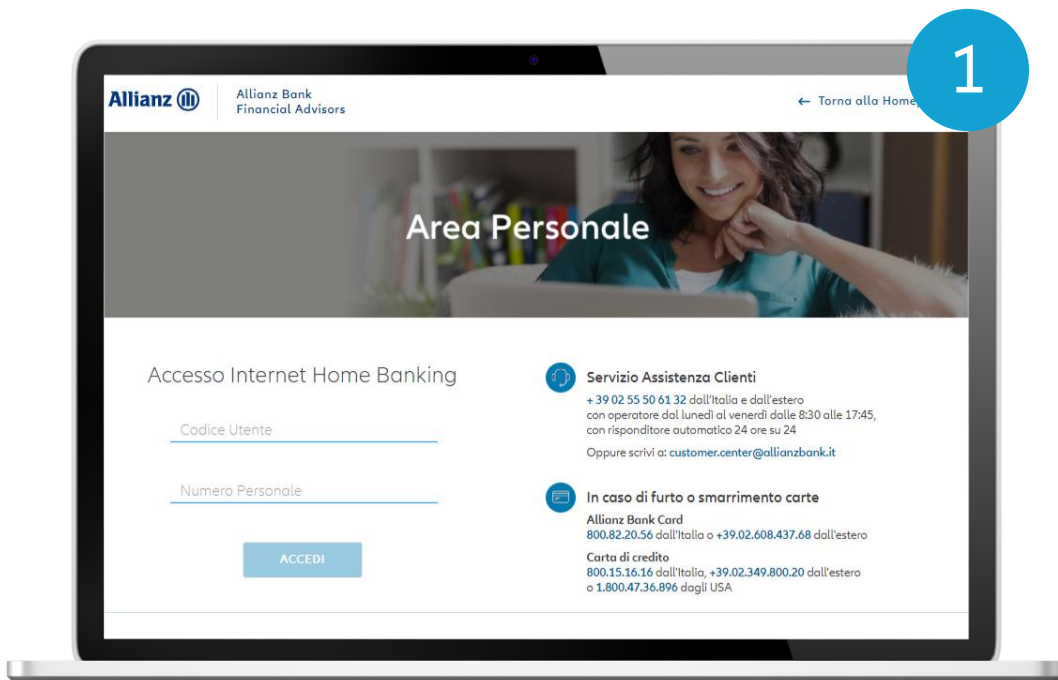 1
Allianz
Allianz Bank
Financial Advisors
← Torna alla Home
Area Personale
Accesso Internet Home Banking
Codice Utente
Numero Personale
ACCEDI
Servizio Assistenza Clienti
+ 39 02 55 50 61 32 dall'Italia e dall'estero
con operatore dal lunedì al venerdì dalle 8:30 alle 17:45,
con risponditore automatico 24 ore su 24
Oppure scrivi a: customer.center@allianzbank.it
In caso di furto o smarrimento carte
Allianz Bank Card
800.82.20.56 dall'Italia o +39.02.608.437.68 dall'estero
Carta di credito
800.15.16.16 dall'Italia, +39.02.349.800.20 dall'estero
o 1.800.47.36.896 dagli USA